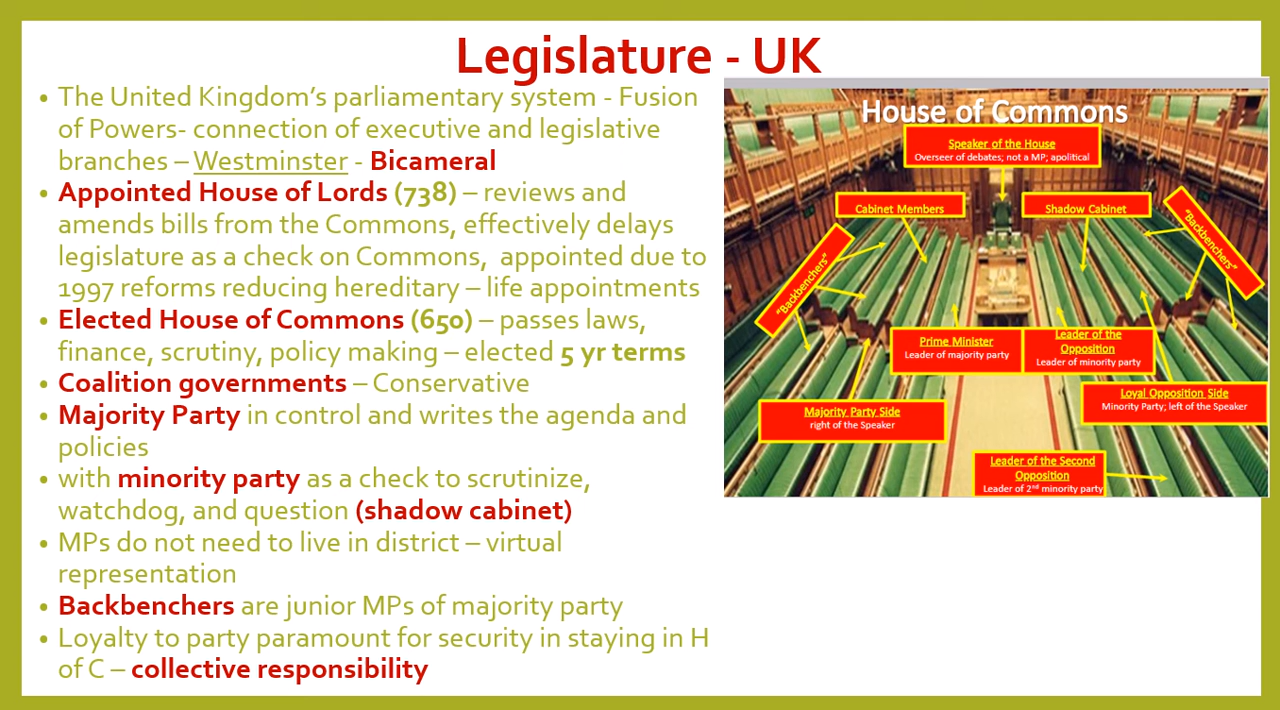 Legislature - UK
• The United Kingdom’s parliamentary system - Fusion
of Powers- connection of executive and legislative
branches – Westminster - Bicameral
• Appointed House of Lords (738) – reviews and
amends bills from the Commons, effectively delays
legislature as a check on Commons, appointed due to
1997 reforms reducing hereditary – life appointments
• Elected House of Commons (650) – passes laws,
finance, scrutiny, policy making – elected 5 yr terms
• Coalition governments – Conservative
• Majority Party in control and writes the agenda and
policies
• with minority party as a check to scrutinize,
watchdog, and question (shadow cabinet)
• MPs do not need to live in district – virtual
representation
• Backbenchers are junior MPs of majority party
• Loyalty to party paramount for security in staying in H
of C – collective responsibility
House of Commons
Speaker of the House
Overseer of debates; not a MP; apolitical
Cabinet Members
Shadow Cabinet
"Backbenchers"
"Backbenchers"
Prime Minister
Leader of majority party
Leader of the
Opposition
Leader of minority party
Majority Party Side
right of the Speaker
Loyal Opposition Side
Minority Party; left of the Speaker
Leader of the Second
Opposition
Leader of 2nd minority party